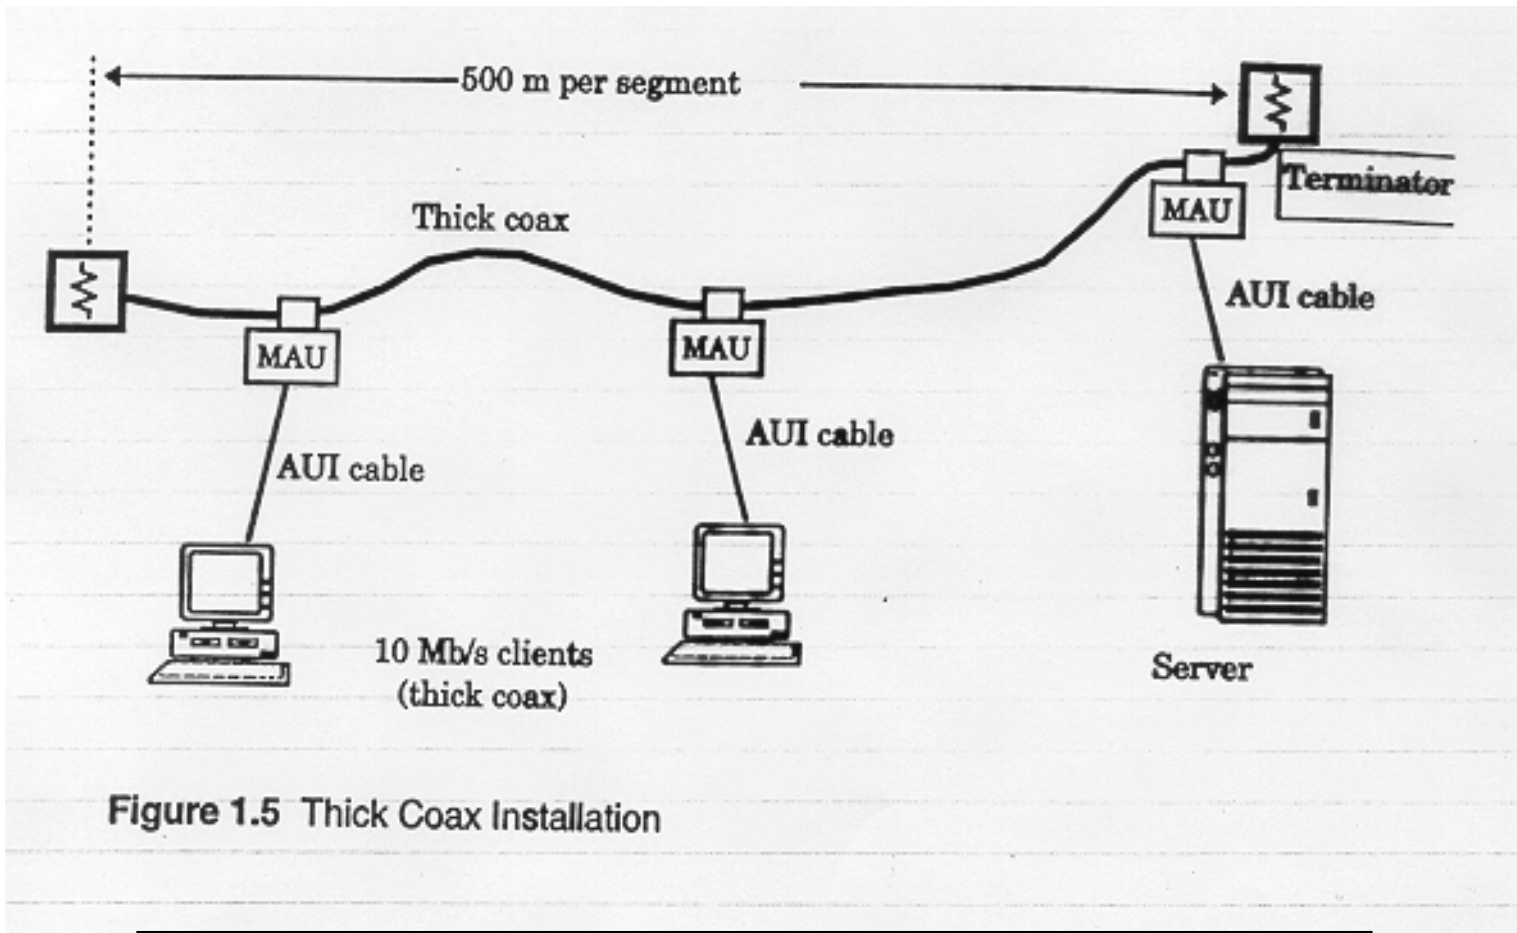 500 m per segment
Terminator
MAU
Thick coax
AUI cable
MAU
MAU
AUI cable
AUI cable
10 Mb/s clients
(thick coax)
Server
Figure 1.5 Thick Coax Installation